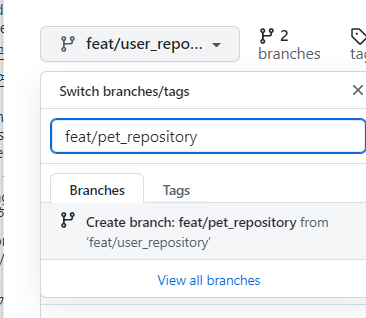 feat/user_repo...
2
branches
Switch branches/tags
feat/pet_repository
Branches
Tags
Create branch: feat/pet_repository from
'feat/user_repository'
View all branches